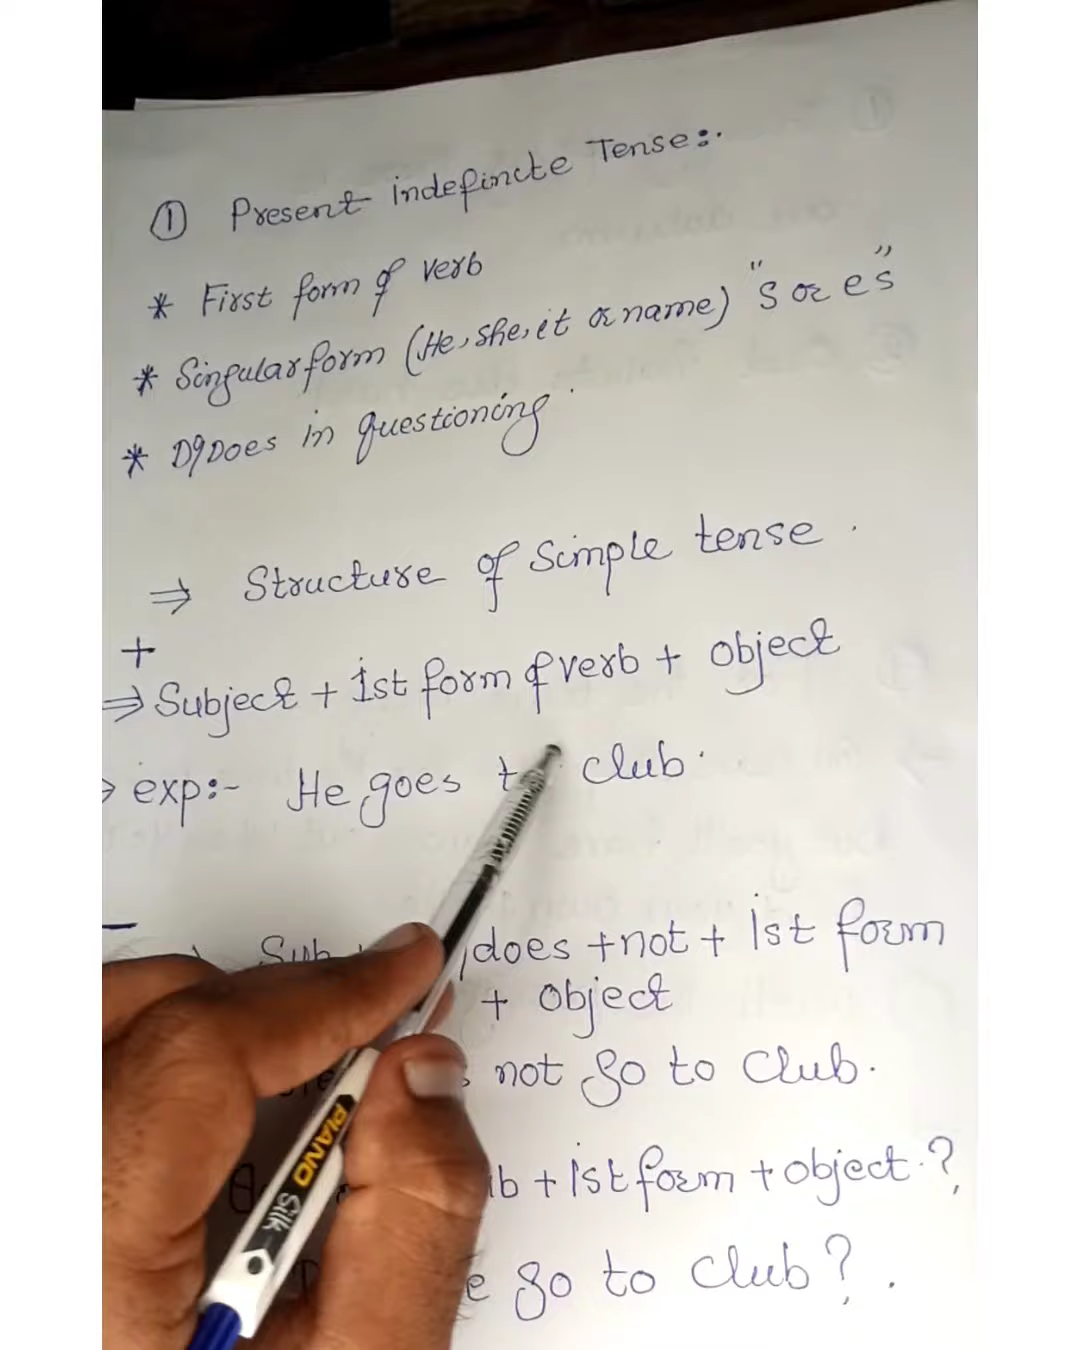 ① Present indefincte Tense:-
* First form of verb
* Singular form (He, she, it or name) "S or es"
* Do, Does in questioning
⇒ Structure of Simple tense.
+
⇒ Subject + 1st form of verb + object
→ exp:- He goes to club.
-
Sub does + not + 1st form
+ object
not go to club.
+ 1st form + object.?
go to club?.
PIANO Silk